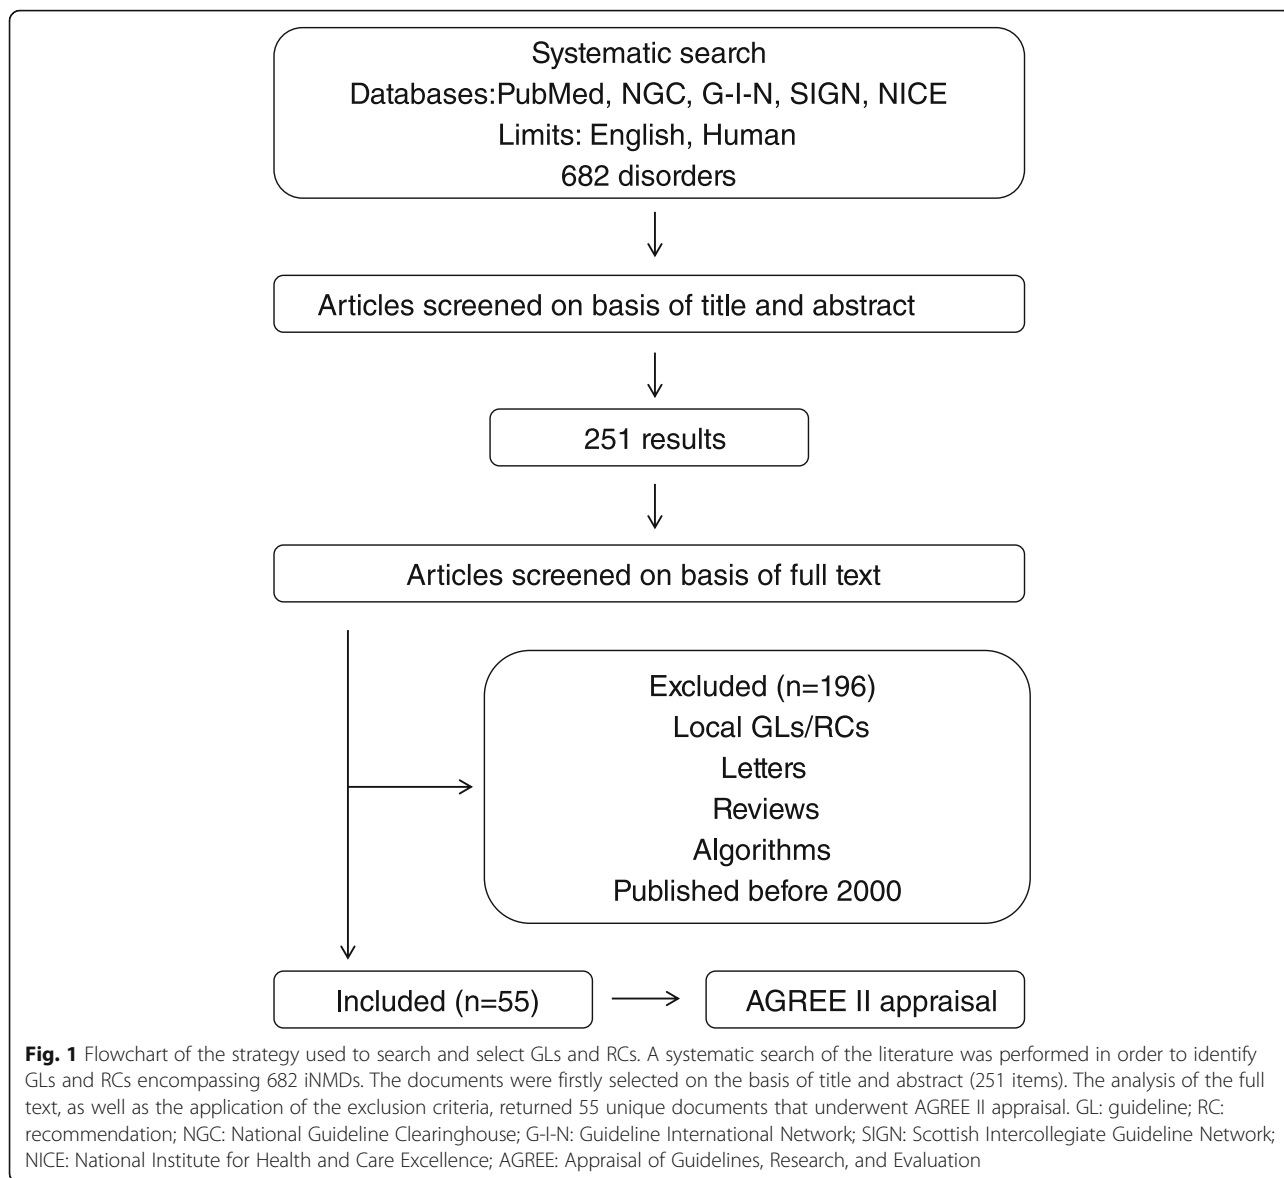 Systematic search
Databases:PubMed, NGC, G-I-N, SIGN, NICE
Limits: English, Human
682 disorders
Articles screened on basis of title and abstract
251 results
Articles screened on basis of full text
Excluded (n=196)
Local GLs/RCs
Letters
Reviews
Algorithms
Published before 2000
Included (n=55)
AGREE II appraisal
Fig. 1 Flowchart of the strategy used to search and select GLs and RCs. A systematic search of the literature was performed in order to identify
GLs and RCs encompassing 682 iNMDs. The documents were firstly selected on the basis of title and abstract (251 items). The analysis of the full
text, as well as the application of the exclusion criteria, returned 55 unique documents that underwent AGREE II appraisal. GL: guideline; RC:
recommendation; NGC: National Guideline Clearinghouse; G-I-N: Guideline International Network; SIGN: Scottish Intercollegiate Guideline Network;
NICE: National Institute for Health and Care Excellence; AGREE: Appraisal of Guidelines, Research, and Evaluation